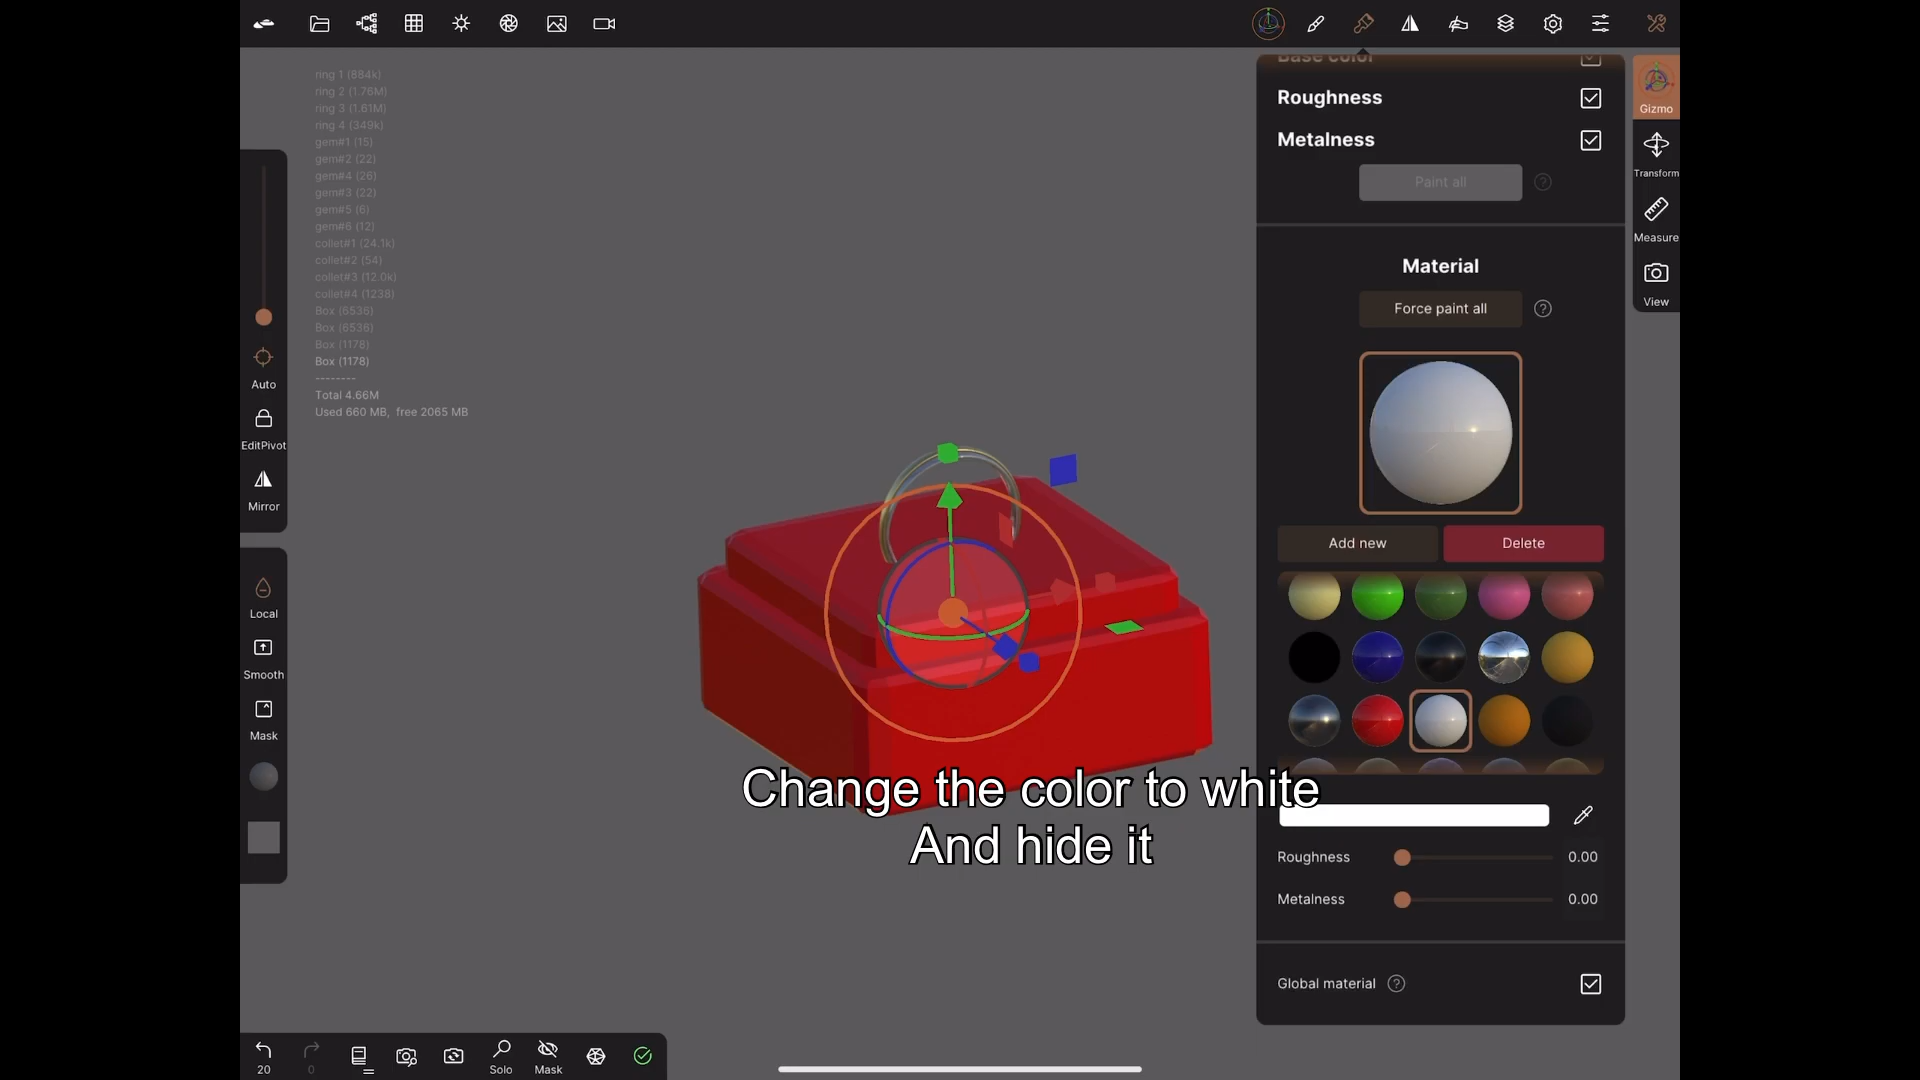 ring 1 (884k)
ring 2 (1.76M)
ring 3 (1.61M)
ring 4 (349k)
gem#1 (15)
gem#2 (22)
gem#4 (26)
gem#3 (22)
gem#5 (6)
gem#6 (12)
collet#1 (24.1k)
collet#2 (54)
collet#3 (12.0k)
collet#4 (1238)
Box (6536)
Box (6536)
Box (1178)
Box (1178)
--------
Total 4.66M
Used 660 MB, free 2065 MB
Auto
EditPivot
Mirror
Local
Smooth
Mask
Base color
Roughness
Metalness
Paint all ?
Material
Force paint all ?
Add new
Delete
Roughness 0.00
Metalness 0.00
Global material ?
Gizmo
Transform
Measure
View
Change the color to white
And hide it
20
0
Solo
Mask